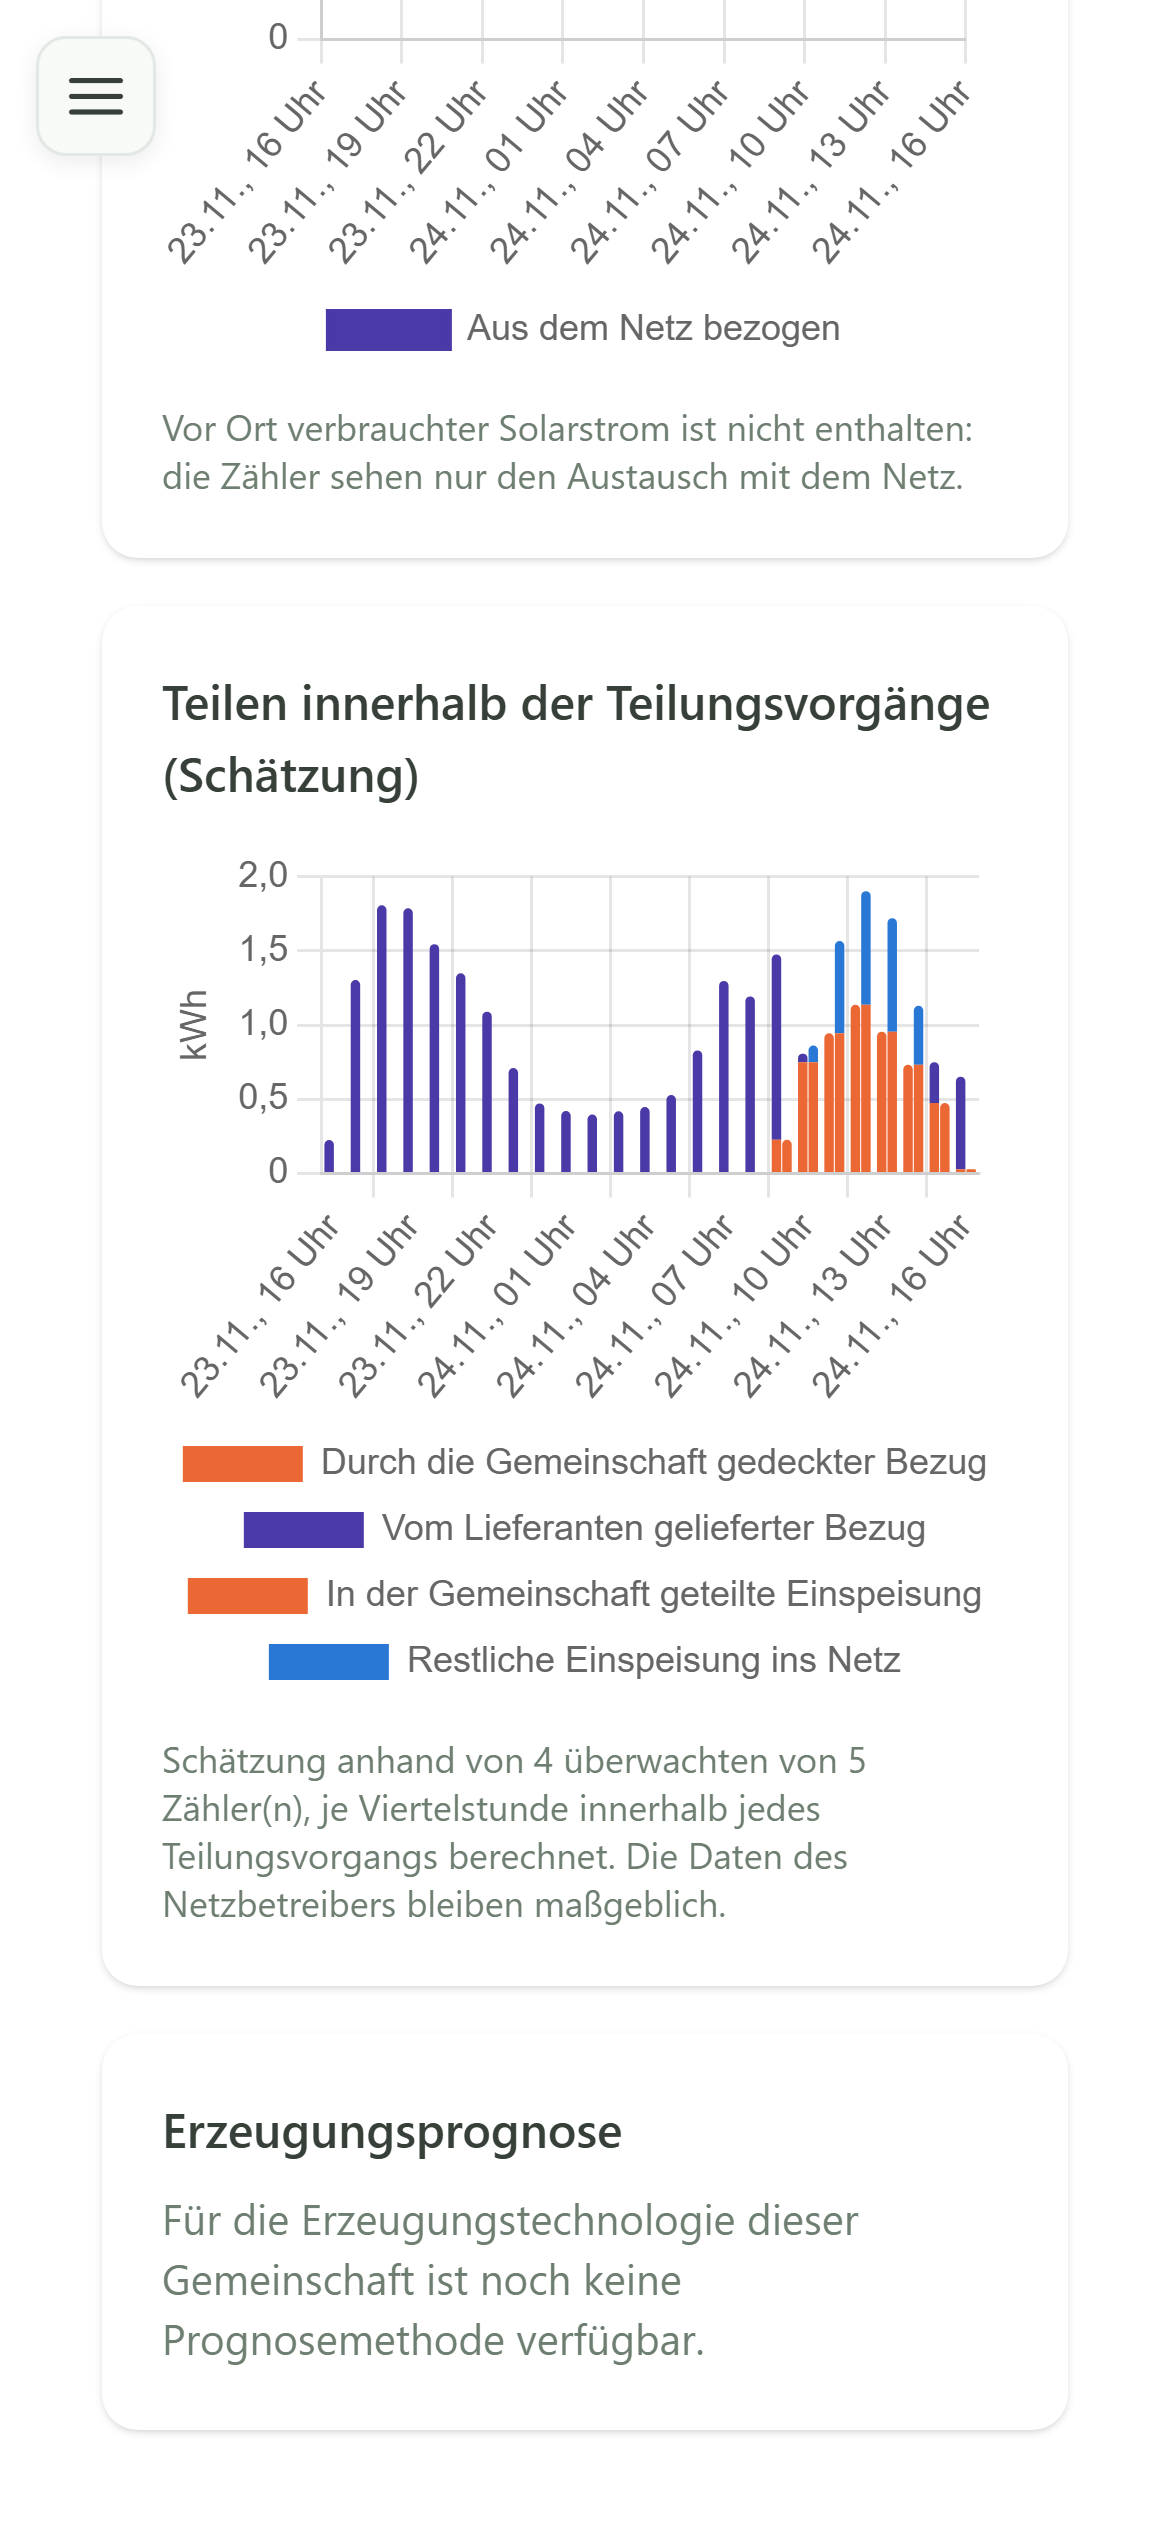 0
23.11., 16 Uhr
23.11., 19 Uhr
23.11., 22 Uhr
24.11., 01 Uhr
24.11., 04 Uhr
24.11., 07 Uhr
24.11., 10 Uhr
24.11., 13 Uhr
24.11., 16 Uhr
Aus dem Netz bezogen
Vor Ort verbrauchter Solarstrom ist nicht enthalten:
die Zähler sehen nur den Austausch mit dem Netz.
Teilen innerhalb der Teilungsvorgänge
(Schätzung)
kWh
2,0
1,5
1,0
0,5
0
23.11., 16 Uhr
23.11., 19 Uhr
23.11., 22 Uhr
24.11., 01 Uhr
24.11., 04 Uhr
24.11., 07 Uhr
24.11., 10 Uhr
24.11., 13 Uhr
24.11., 16 Uhr
Durch die Gemeinschaft gedeckter Bezug
Vom Lieferanten gelieferter Bezug
In der Gemeinschaft geteilte Einspeisung
Restliche Einspeisung ins Netz
Schätzung anhand von 4 überwachten von 5
Zähler(n), je Viertelstunde innerhalb jedes
Teilungsvorgangs berechnet. Die Daten des
Netzbetreibers bleiben maßgeblich.
Erzeugungsprognose
Für die Erzeugungstechnologie dieser
Gemeinschaft ist noch keine
Prognosemethode verfügbar.